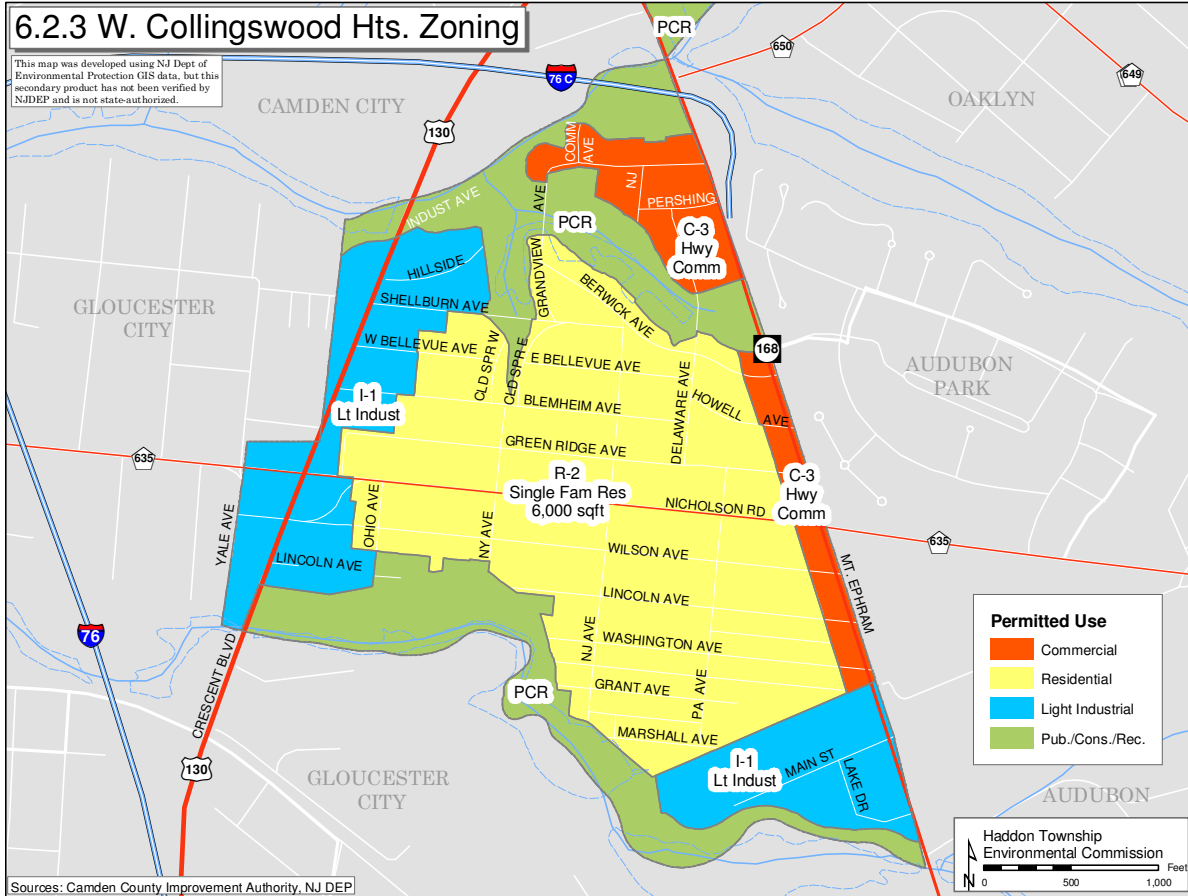 6.2.3 W. Collingswood Hts. Zoning
This map was developed using NJ Dept of
Environmental Protection GIS data, but this
secondary product has not been verified by
NJDEP and is not state-authorized.
PCR
650
649
76 C
CAMDEN CITY
OAKLYN
130
COMM
AVE
NJ
PERSHING
INDUST AVE
AVE
PCR
C-3
Hwy
Comm
HILLSIDE
GRANDVIEW
BERWICK AVE
SHELLBURN AVE
GLOUCESTER
CITY
W BELLEVUE AVE
CLD SPR W
CLD SPR E
E BELLEVUE AVE
168
AUDUBON
PARK
DELAWARE AVE
HOWELL
AVE
I-1
Lt Indust
BLEMHEIM AVE
GREEN RIDGE AVE
635
R-2
Single Fam Res
6,000 sqft
NICHOLSON RD
C-3
Hwy
Comm
YALE AVE
OHIO AVE
NY AVE
635
WILSON AVE
LINCOLN AVE
LINCOLN AVE
MT. EPHRAM
76
CRESCENT BLVD
NJ AVE
WASHINGTON AVE
PCR
GRANT AVE
PA AVE
MARSHALL AVE
130
GLOUCESTER
CITY
I-1
Lt Indust
MAIN ST
LAKE DR
AUDUBON
Permitted Use
Commercial
Residential
Light Industrial
Pub./Cons./Rec.
Haddon Township
Environmental Commission
N
Feet
0 500 1,000
Sources: Camden County Improvement Authority, NJ DEP